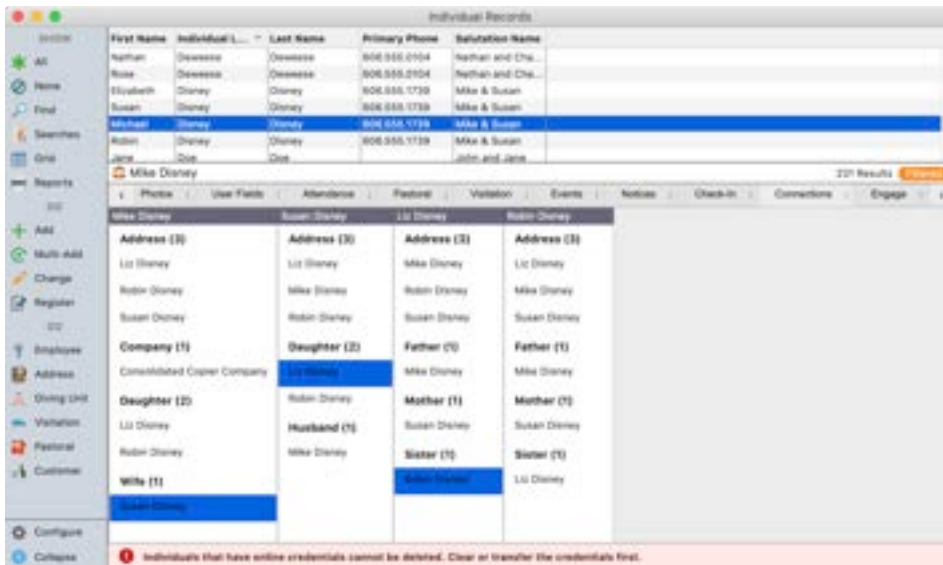 Individual Records
First Name Individual L... Last Name Primary Phone Salutation Name
Nathan Deweese Deweese 606.555.0104 Nathan and Cha...
Rose Deweese Deweese 606.555.0104 Nathan and Cha...
Elizabeth Disney Disney 606.555.1739 Mike & Susan
Susan Disney Disney 606.555.1739 Mike & Susan
Michael Disney Disney 606.555.1739 Mike & Susan
Robin Disney Disney 606.555.1739 Mike & Susan
Jane Doe Doe John and Jane
All
None
Find
Searches
Grid
Reports
Add
Multi-Add
Change
Register
Employee
Address
Giving Unit
Visitation
Pastoral
Customer
Configure
Collapse
Mike Disney
Results
Photos User Fields Attendance Pastoral Visitation Events Notices Check-In Connections Engage
Mike Disney Susan Disney Liz Disney Robin Disney
Address (3) Address (3) Address (3) Address (3)
Liz Disney Liz Disney Mike Disney Liz Disney
Robin Disney Mike Disney Robin Disney Mike Disney
Susan Disney Robin Disney Susan Disney Susan Disney
Company (1) Daughter (2) Father (1) Father (1)
Consolidated Copier Company Liz Disney Mike Disney Mike Disney
Daughter (2) Robin Disney Mother (1) Mother (1)
Liz Disney Husband (1) Susan Disney Susan Disney
Robin Disney Mike Disney Sister (1) Sister (1)
Wife (1) Robin Disney Liz Disney
Susan Disney
Individuals that have online credentials cannot be deleted. Clear or transfer the credentials first.